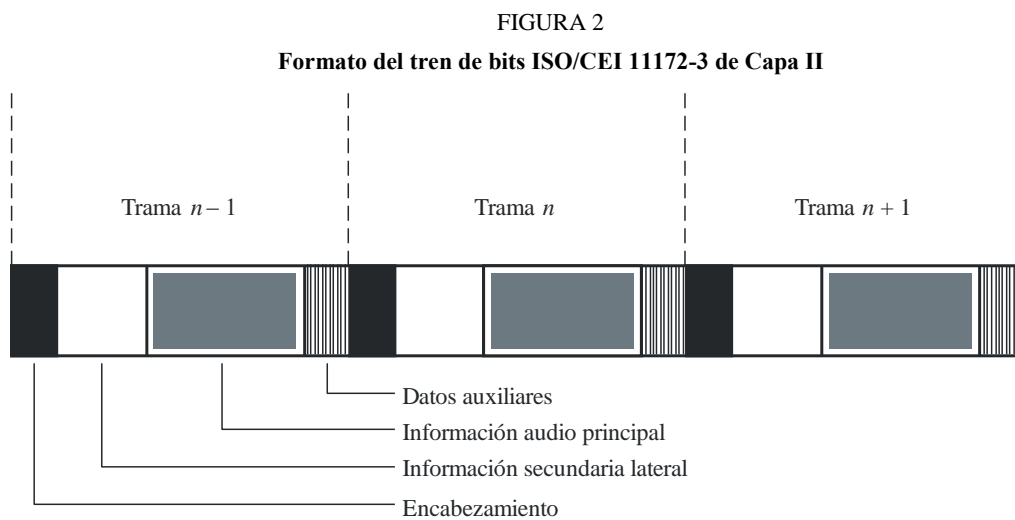 FIGURA 2
Formato del tren de bits ISO/CEI 11172-3 de Capa II
Trama n – 1
Trama n
Trama n + 1
Datos auxiliares
Información audio principal
Información secundaria lateral
Encabezamiento